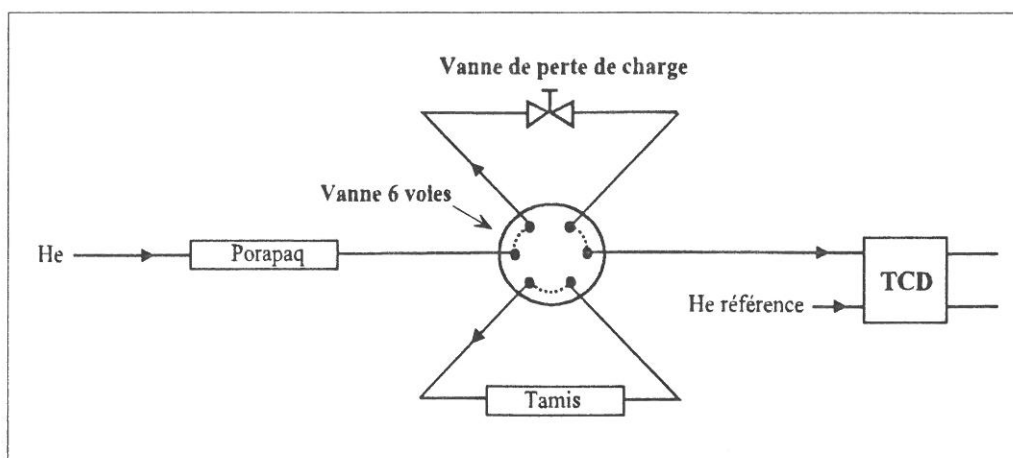 Vanne de perte de charge
Vanne 6 voies
He
Porapaq
TCD
He référence
Tamis